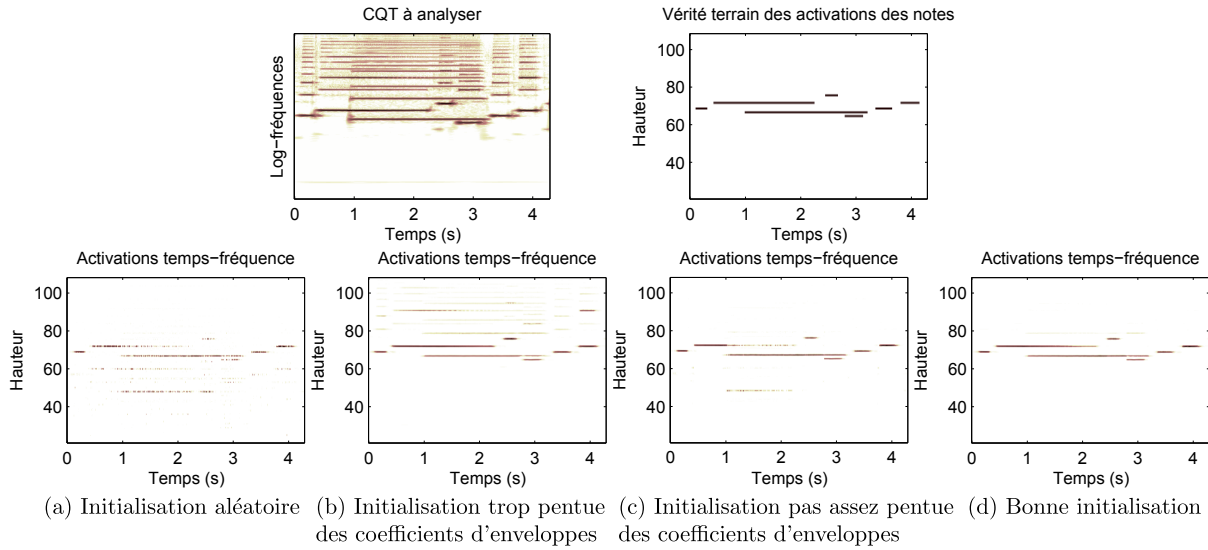 CQT à analyser
Log−fréquences
0 1 2 3 4
Temps (s)
Vérité terrain des activations des notes
Hauteur
100
80
60
40
0 1 2 3 4
Temps (s)
Activations temps−fréquence
Hauteur
100
80
60
40
0 1 2 3 4
Temps (s)
(a) Initialisation aléatoire
Activations temps−fréquence
Hauteur
100
80
60
40
0 1 2 3 4
Temps (s)
(b) Initialisation trop pentue
des coefficients d'enveloppes
Activations temps−fréquence
Hauteur
100
80
60
40
0 1 2 3 4
Temps (s)
(c) Initialisation pas assez pentue
des coefficients d'enveloppes
Activations temps−fréquence
Hauteur
100
80
60
40
0 1 2 3 4
Temps (s)
(d) Bonne initialisation